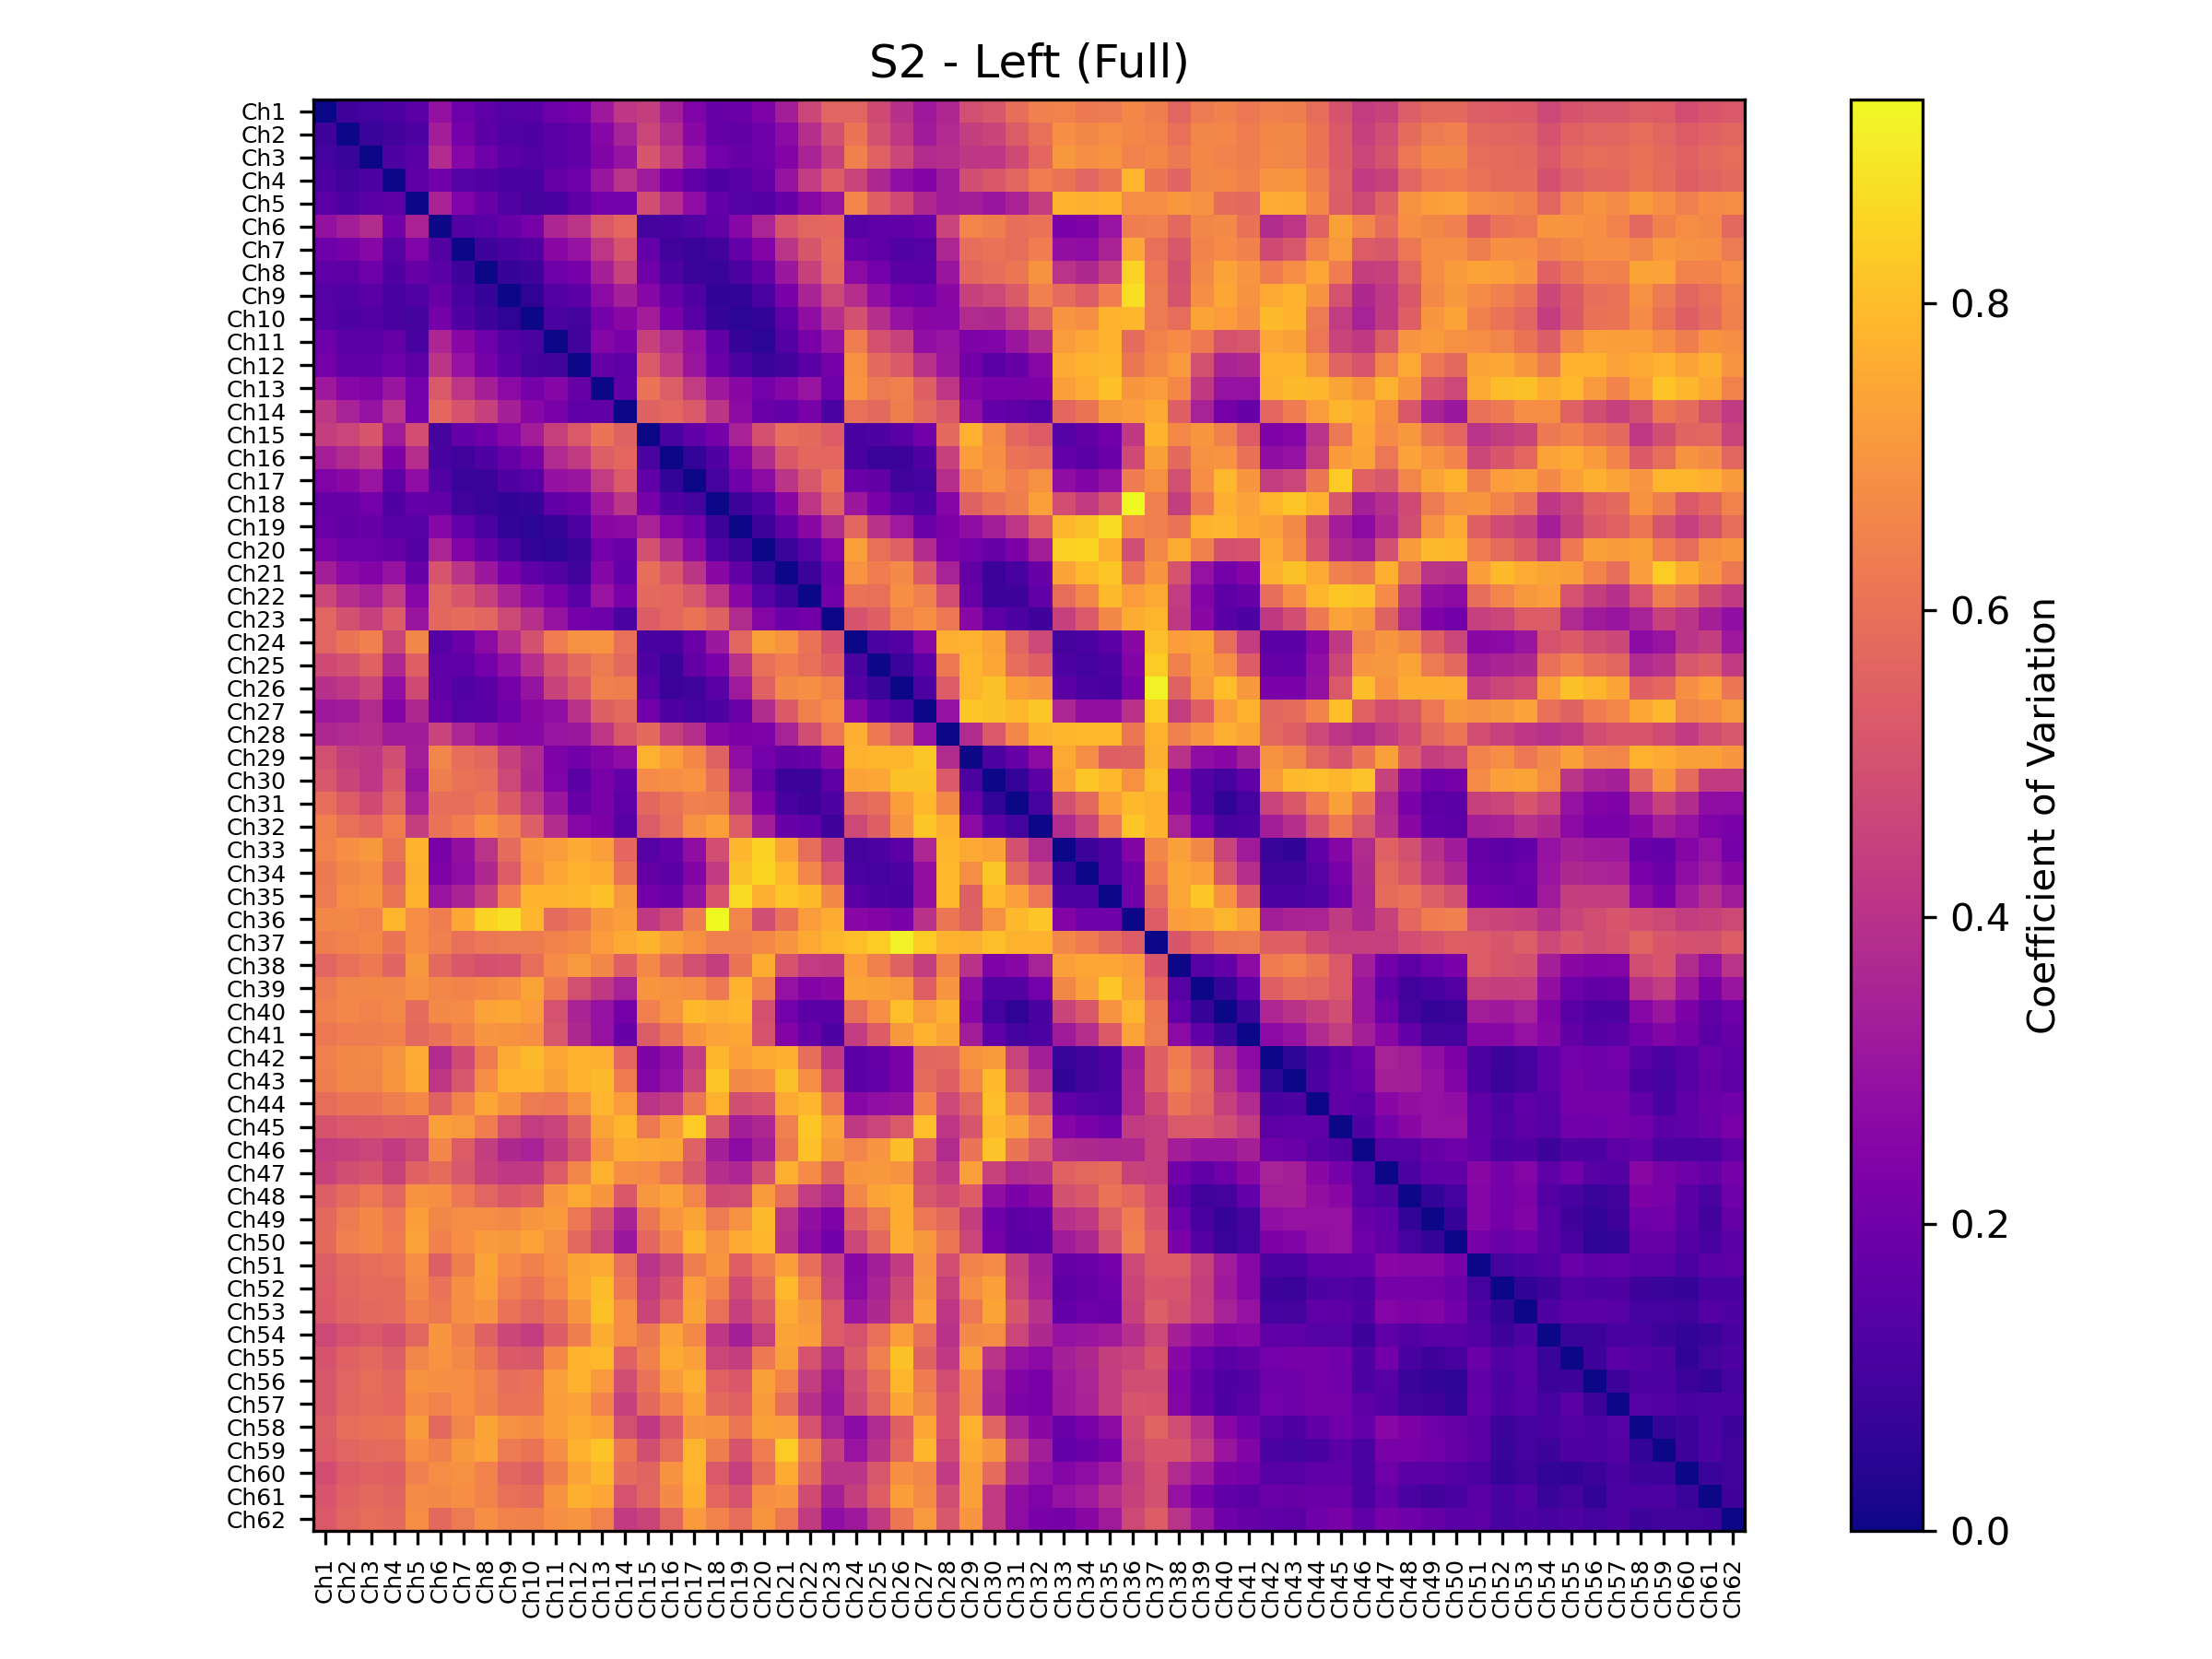 S2 - Left (Full)
Ch1
Ch2
Ch3
Ch4
Ch5
Ch6
Ch7
Ch8
Ch9
Ch10
Ch11
Ch12
Ch13
Ch14
Ch15
Ch16
Ch17
Ch18
Ch19
Ch20
Ch21
Ch22
Ch23
Ch24
Ch25
Ch26
Ch27
Ch28
Ch29
Ch30
Ch31
Ch32
Ch33
Ch34
Ch35
Ch36
Ch37
Ch38
Ch39
Ch40
Ch41
Ch42
Ch43
Ch44
Ch45
Ch46
Ch47
Ch48
Ch49
Ch50
Ch51
Ch52
Ch53
Ch54
Ch55
Ch56
Ch57
Ch58
Ch59
Ch60
Ch61
Ch62
Ch1 Ch2 Ch3 Ch4 Ch5 Ch6 Ch7 Ch8 Ch9 Ch10 Ch11 Ch12 Ch13 Ch14 Ch15 Ch16 Ch17 Ch18 Ch19 Ch20 Ch21 Ch22 Ch23 Ch24 Ch25 Ch26 Ch27 Ch28 Ch29 Ch30 Ch31 Ch32 Ch33 Ch34 Ch35 Ch36 Ch37 Ch38 Ch39 Ch40 Ch41 Ch42 Ch43 Ch44 Ch45 Ch46 Ch47 Ch48 Ch49 Ch50 Ch51 Ch52 Ch53 Ch54 Ch55 Ch56 Ch57 Ch58 Ch59 Ch60 Ch61 Ch62
0.8
0.6
0.4
0.2
0.0
Coefficient of Variation